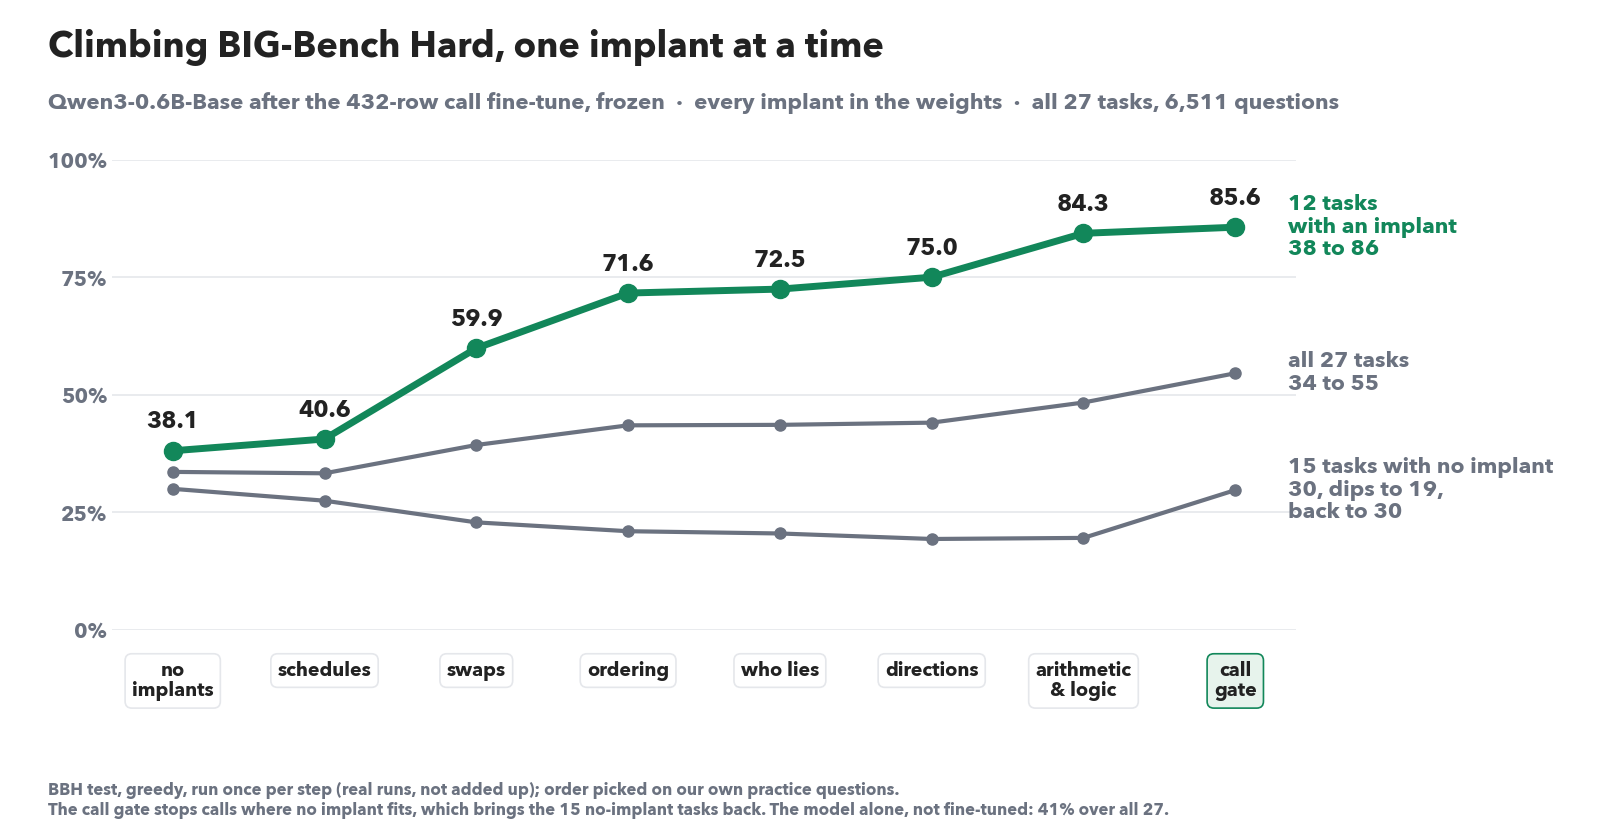 Climbing BIG-Bench Hard, one implant at a time
Qwen3-0.6B-Base after the 432-row call fine-tune, frozen · every implant in the weights · all 27 tasks, 6,511 questions
100%
75%
50%
25%
0%
38.1
40.6
59.9
71.6
72.5
75.0
84.3
85.6
12 tasks
with an implant
38 to 86
all 27 tasks
34 to 55
15 tasks with no implant
30, dips to 19,
back to 30
no
implants
schedules
swaps
ordering
who lies
directions
arithmetic
& logic
call
gate
BBH test, greedy, run once per step (real runs, not added up); order picked on our own practice questions.
The call gate stops calls where no implant fits, which brings the 15 no-implant tasks back. The model alone, not fine-tuned: 41% over all 27.